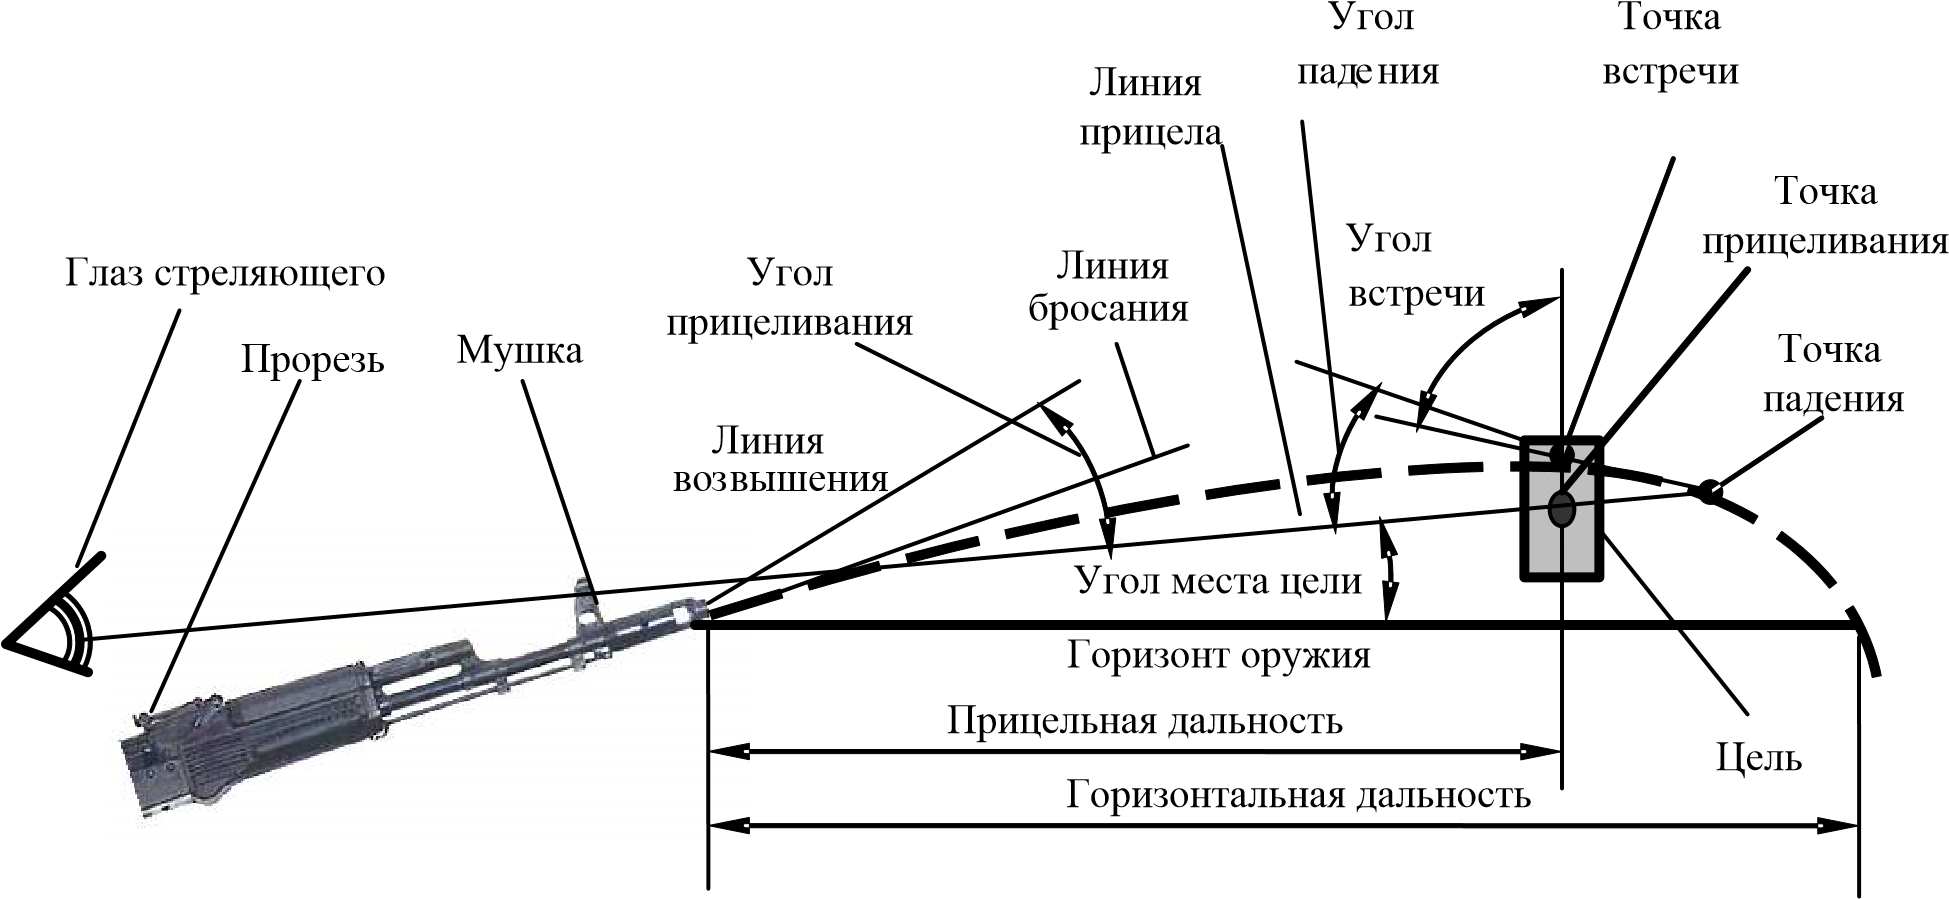 Угол
падения
Точка
встречи
Линия
прицела
Точка
прицеливания
Угол
встречи
Глаз стреляющего
Угол
прицеливания
Линия
бросания
Прорезь
Мушка
Точка
падения
Линия
возвышения
Угол места цели
Горизонт оружия
Прицельная дальность
Цель
Горизонтальная дальность